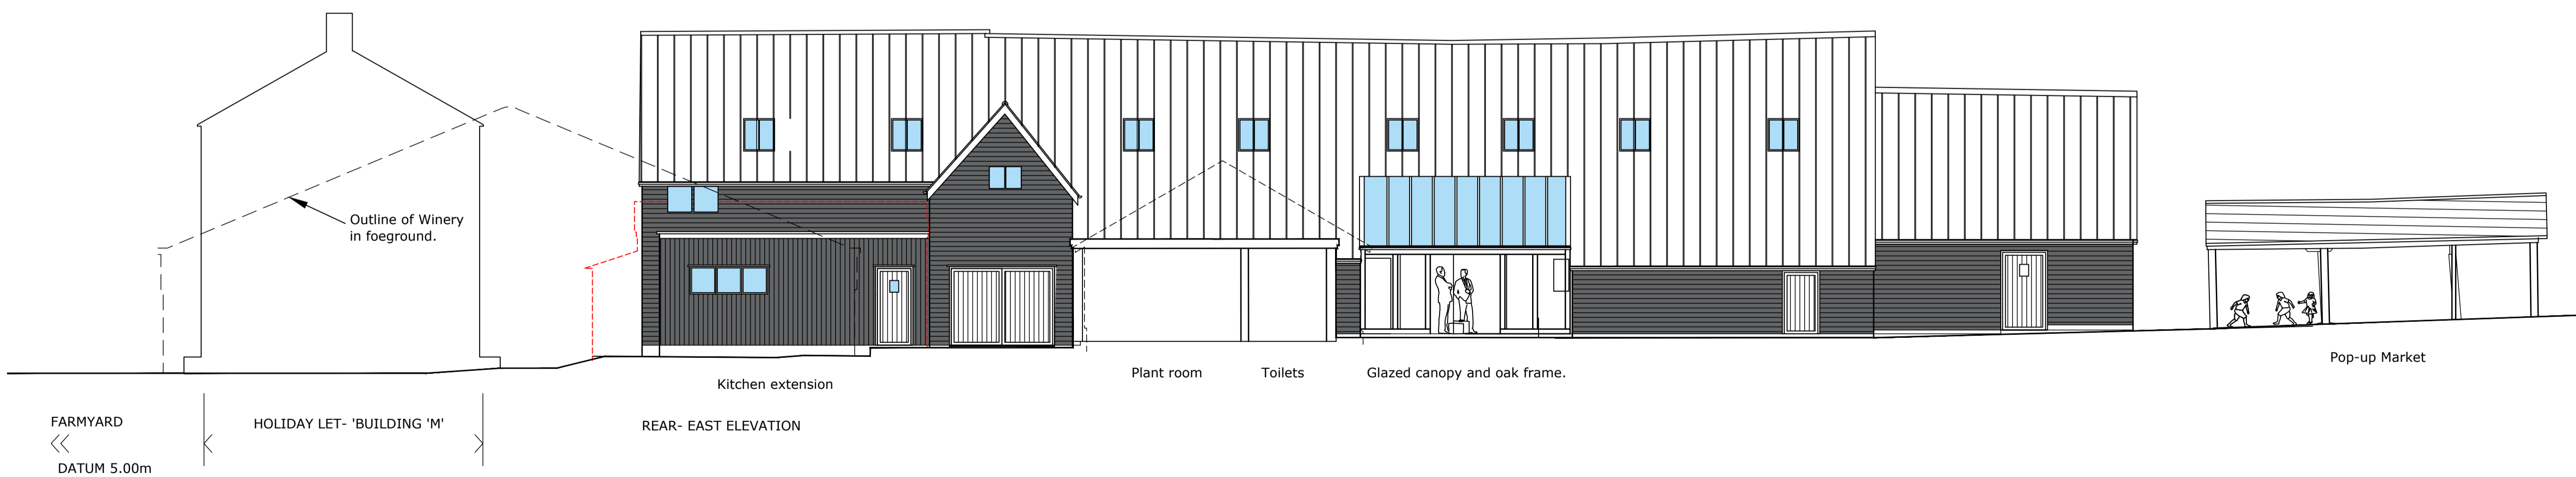 Outline of Winery
in foeground.
Pop-up Market
Plant room
Toilets
Glazed canopy and oak frame.
Kitchen extension
FARMYARD
HOLIDAY LET- 'BUILDING 'M'
REAR- EAST ELEVATION
DATUM 5.00m